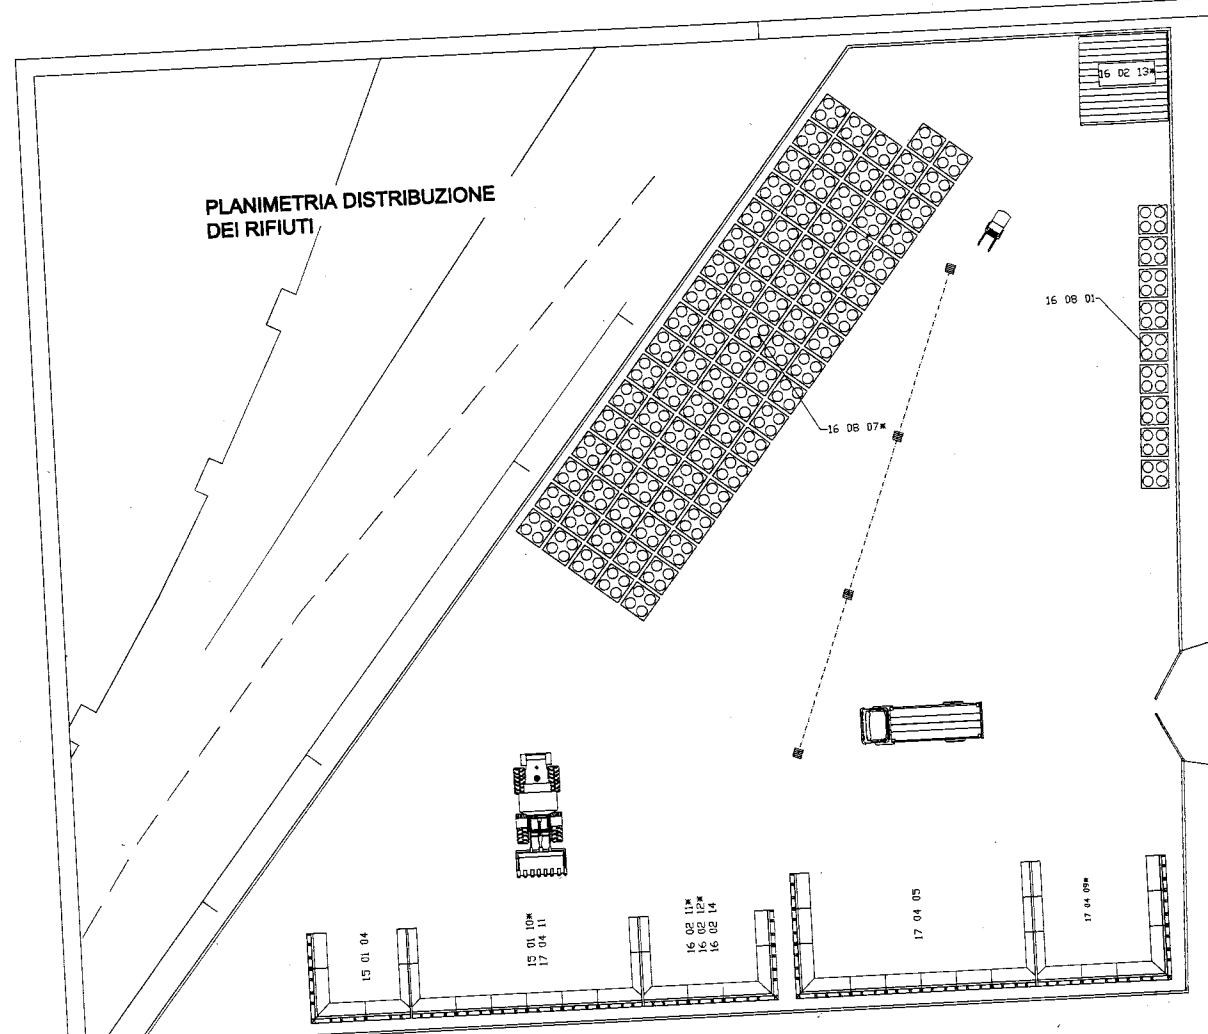 16 02 13*
PLANIMETRIA DISTRIBUZIONE
DEI RIFIUTI
16 08 01
16 08 07*
15 01 04
15 01 10*
17 04 11
16 02 11*
16 02 12*
16 02 14
17 04 05
17 04 09*